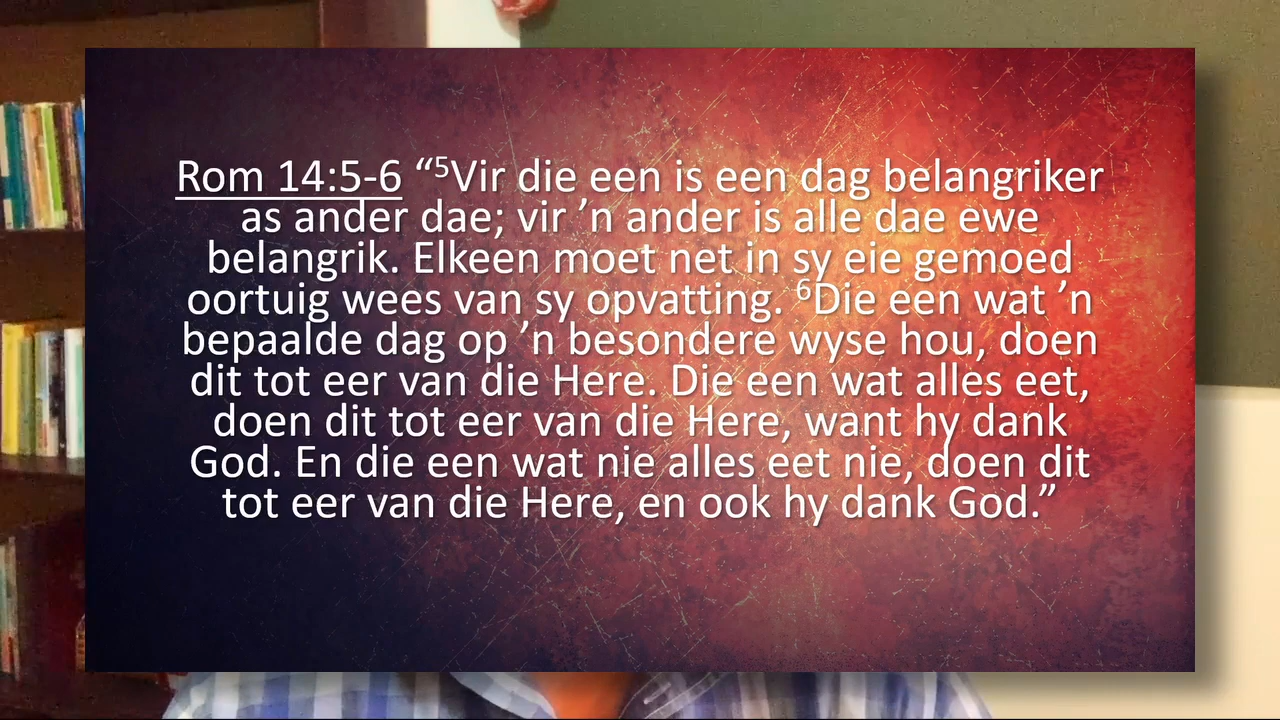 Rom 14:5-6 “⁵Vir die een is een dag belangriker
as ander dae; vir ’n ander is alle dae ewe
belangrik. Elkeen moet net in sy eie gemoed
oortuig wees van sy opvatting. ⁶Die een wat ’n
bepaalde dag op ’n besondere wyse hou, doen
dit tot eer van die Here. Die een wat alles eet,
doen dit tot eer van die Here, want hy dank
God. En die een wat nie alles eet nie, doen dit
tot eer van die Here, en ook hy dank God.”